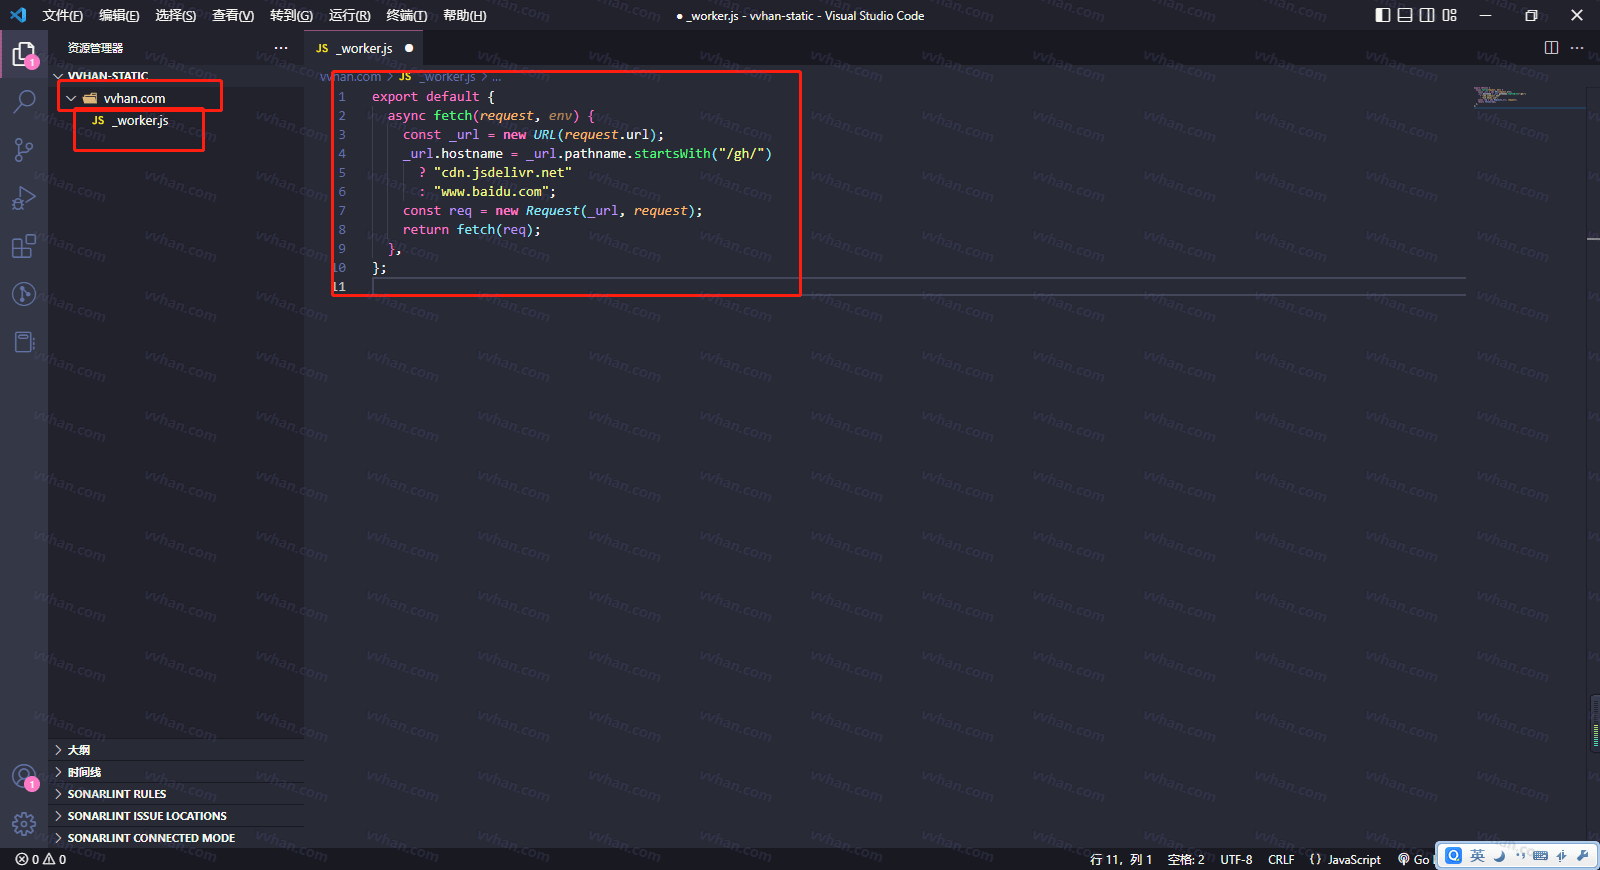 文件(F) 编辑(E) 选择(S) 查看(V) 转到(G) 运行(R) 终端(T) 帮助(H)
● _worker.js - vvhan-static - Visual Studio Code
资源管理器 ···
JS _worker.js ●
VVHAN-STATIC
vvhan.com
JS _worker.js
vvhan.com > JS _worker.js > ...
1 export default {
2 async fetch(request, env) {
3 const _url = new URL(request.url);
4 _url.hostname = _url.pathname.startsWith("/gh/")
5 ? "cdn.jsdelivr.net"
6 : "www.baidu.com";
7 const req = new Request(_url, request);
8 return fetch(req);
9 },
10 };
11
1
1
大纲
时间线
SONARLINT RULES
SONARLINT ISSUE LOCATIONS
SONARLINT CONNECTED MODE
0 0
行 11，列 1 空格: 2 UTF-8 CRLF {} JavaScript Go
英
vvhan.com